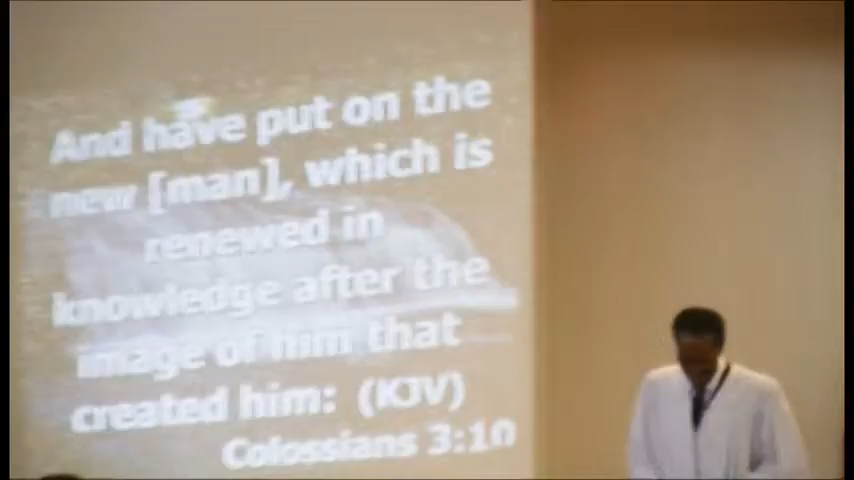 And have put on the
new [man], which is
renewed in
knowledge after the
image of him that
created him: (KJV)
Colossians 3:10